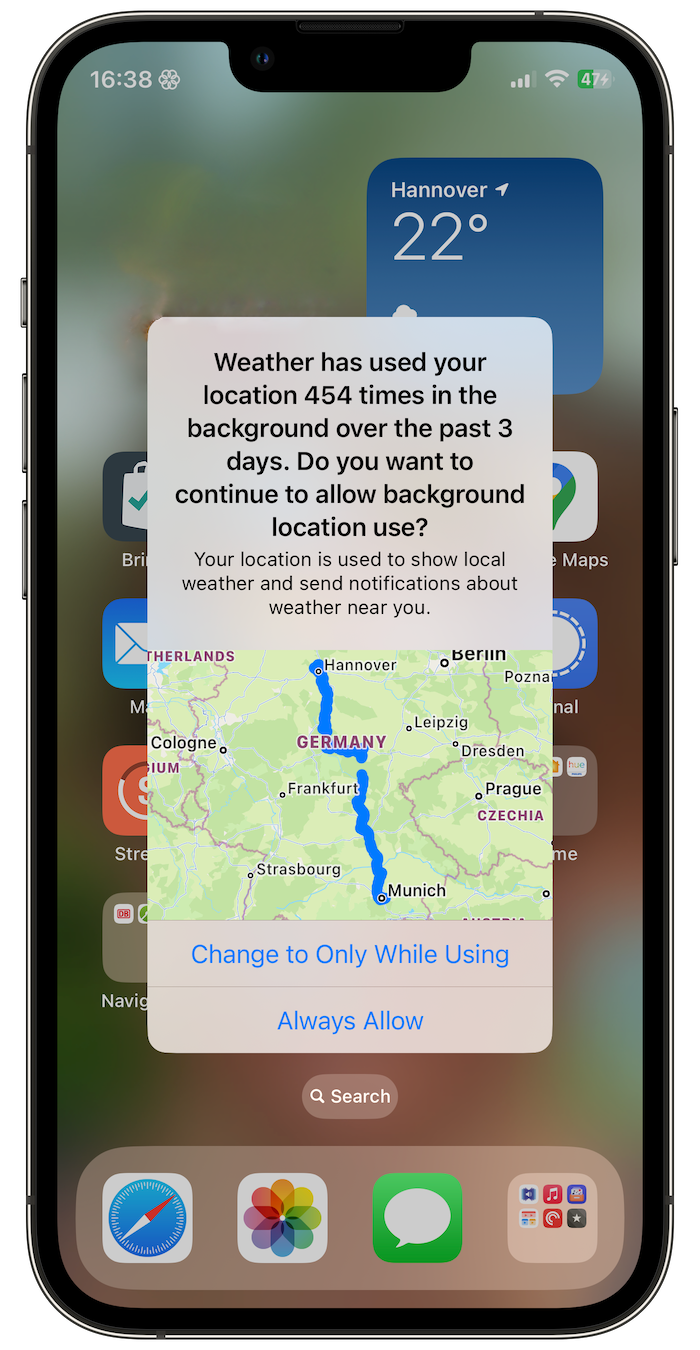 16:38
47
Hannover
22°
Weather has used your
location 454 times in the
background over the past 3
days. Do you want to
continue to allow background
location use?
Your location is used to show local
weather and send notifications about
weather near you.
Bri
e Maps
THERLANDS
Hannover
Berlin
Pozna
Ma
nal
Leipzig
Cologne
GERMANY
Dresden
GIUM
Frankfurt
Prague
CZECHIA
hue
Stre
me
Strasbourg
Munich
DB
AUSTRIA
Change to Only While Using
Navig
Always Allow
Search